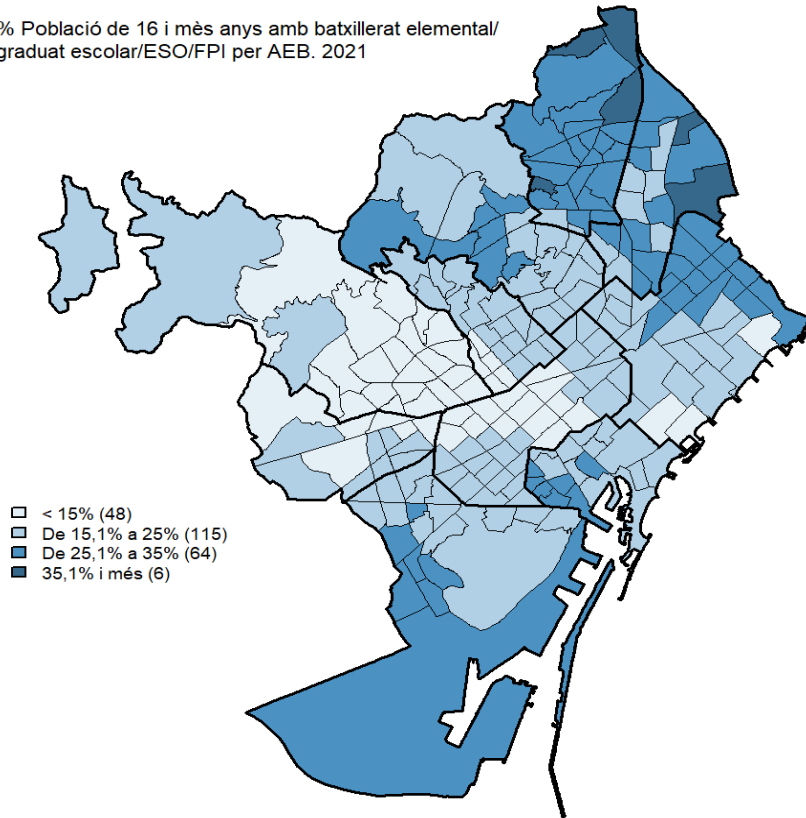 % Població de 16 i mès anys amb batxillerat elemental/
graduat escolar/ESO/FPI per AEB. 2021
< 15% (48)
De 15,1% a 25% (115)
De 25,1% a 35% (64)
35,1% i més (6)